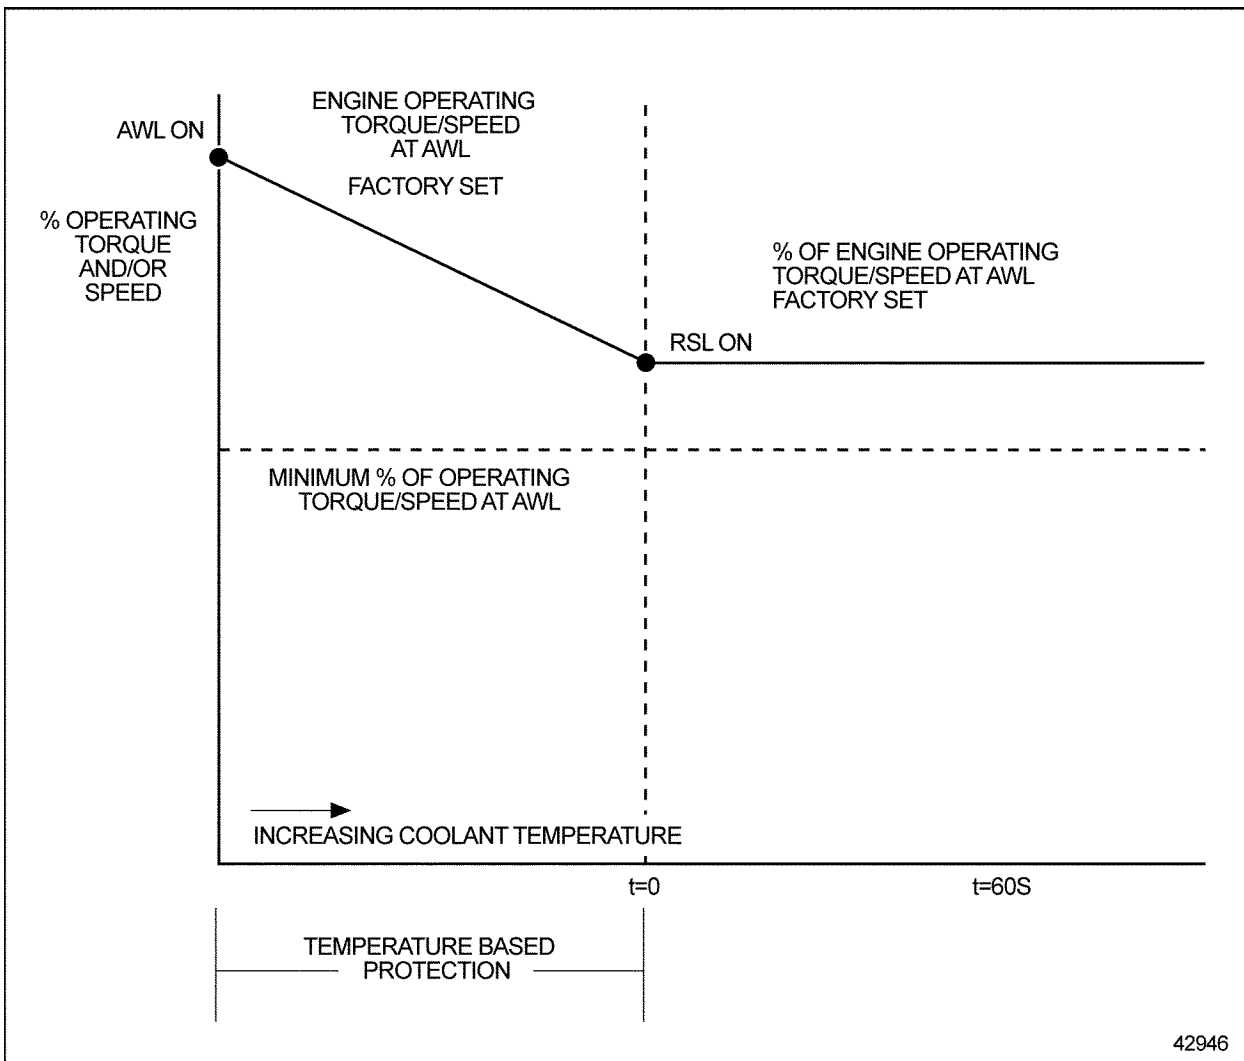 ENGINE OPERATING
TORQUE/SPEED
AT AWL
FACTORY SET
AWL ON
% OPERATING
TORQUE
AND/OR
SPEED
% OF ENGINE OPERATING
TORQUE/SPEED AT AWL
FACTORY SET
RSL ON
MINIMUM % OF OPERATING
TORQUE/SPEED AT AWL
INCREASING COOLANT TEMPERATURE
t=0
t=60S
TEMPERATURE BASED
PROTECTION
42946